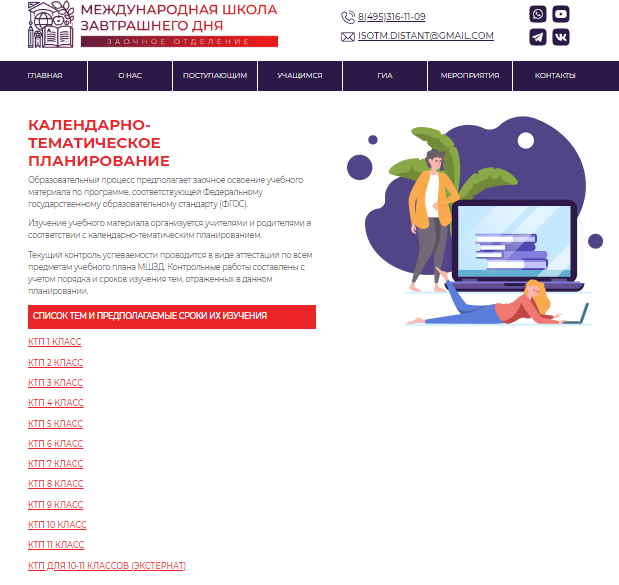 МЕЖДУНАРОДНАЯ ШКОЛА
ЗАВТРАШНЕГО ДНЯ
ЗАОЧНОЕ ОТДЕЛЕНИЕ
8(495)316-11-09
ISOTM.DISTANT@GMAIL.COM
ГЛАВНАЯ О НАС ПОСТУПАЮЩИМ УЧАЩИМСЯ ГИА МЕРОПРИЯТИЯ КОНТАКТЫ
КАЛЕНДАРНО-
ТЕМАТИЧЕСКОЕ
ПЛАНИРОВАНИЕ
Образовательный процесс предполагает заочное освоение учебного
материала по программе, соответствующей Федеральному
государственному образовательному стандарту (ФГОС).
Изучение учебного материала организуется учителями и родителями в
соответствии с календарно-тематическим планированием.
Текущий контроль успеваемости проводится в виде аттестации по всем
предметам учебного плана МШЗД. Контрольные работы составлены с
учетом порядка и сроков изучения тем, отраженных в данном
планировании.
СПИСОК ТЕМ И ПРЕДПОЛАГАЕМЫЕ СРОКИ ИХ ИЗУЧЕНИЯ
КТП 1 КЛАСС
КТП 2 КЛАСС
КТП 3 КЛАСС
КТП 4 КЛАСС
КТП 5 КЛАСС
КТП 6 КЛАСС
КТП 7 КЛАСС
КТП 8 КЛАСС
КТП 9 КЛАСС
КТП 10 КЛАСС
КТП 11 КЛАСС
КТП ДЛЯ 10-11 КЛАССОВ (ЭКСТЕРНАТ)